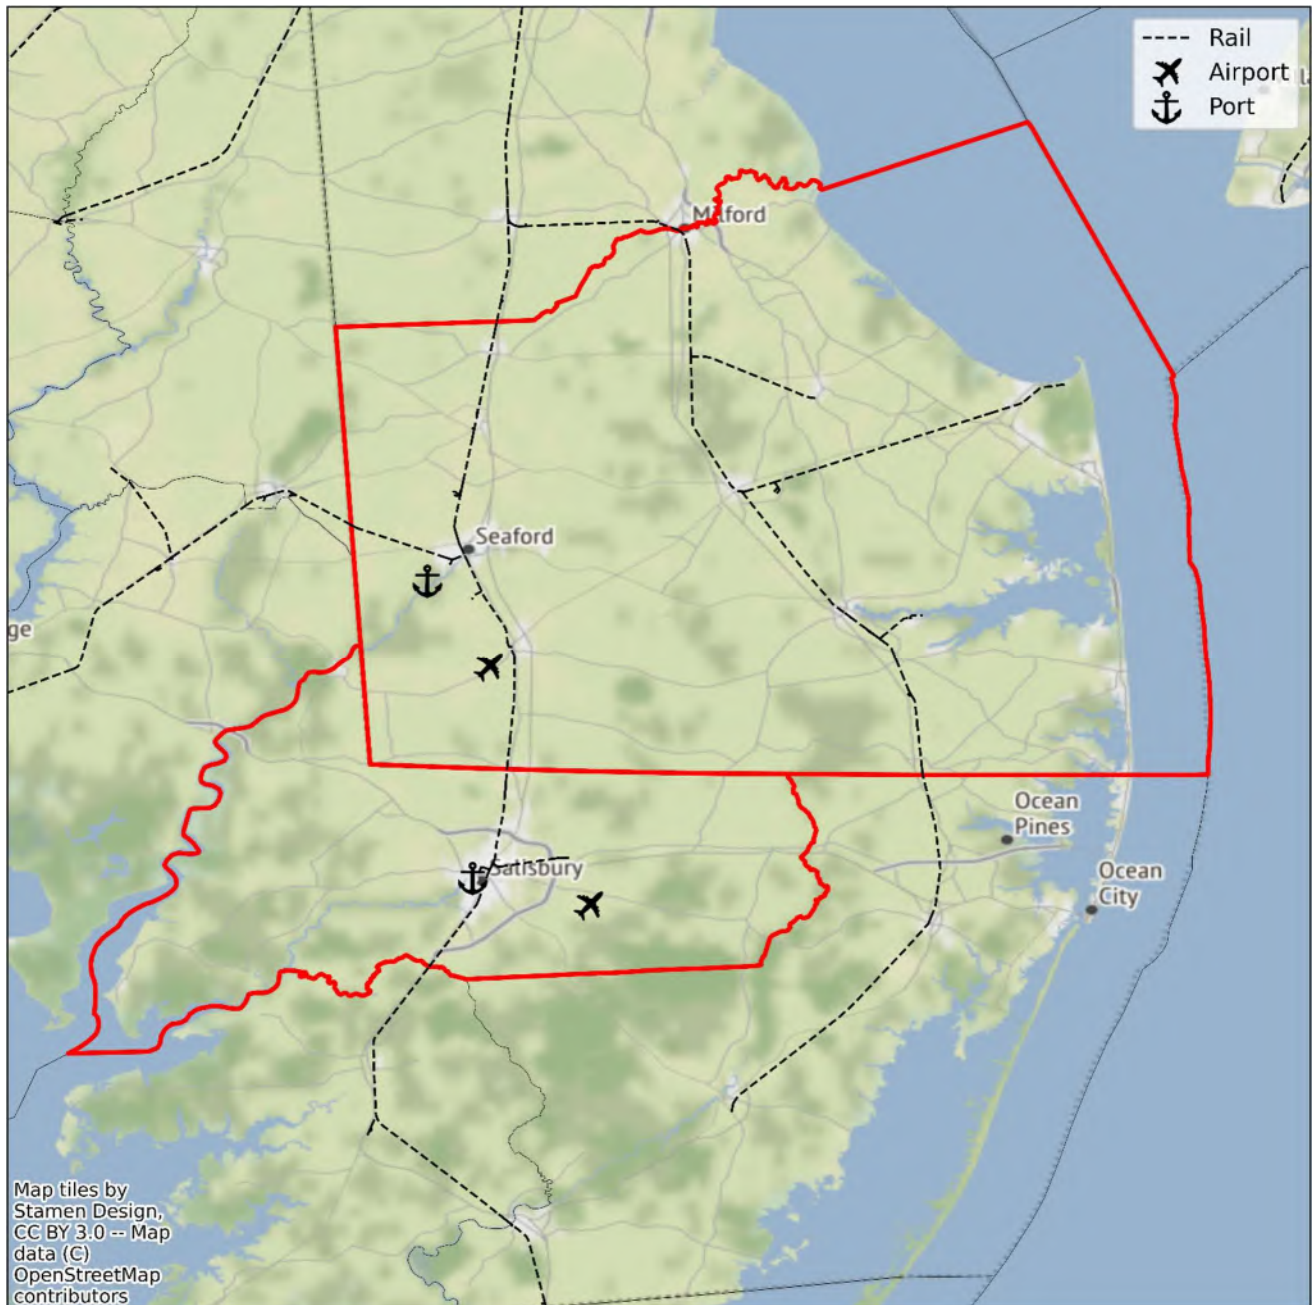 Rail
Airport
Port
Milford
Seaford
ge
Ocean
Pines
Salisbury
Ocean
City
Map tiles by
Stamen Design,
CC BY 3.0 -- Map
data (C)
OpenStreetMap
contributors